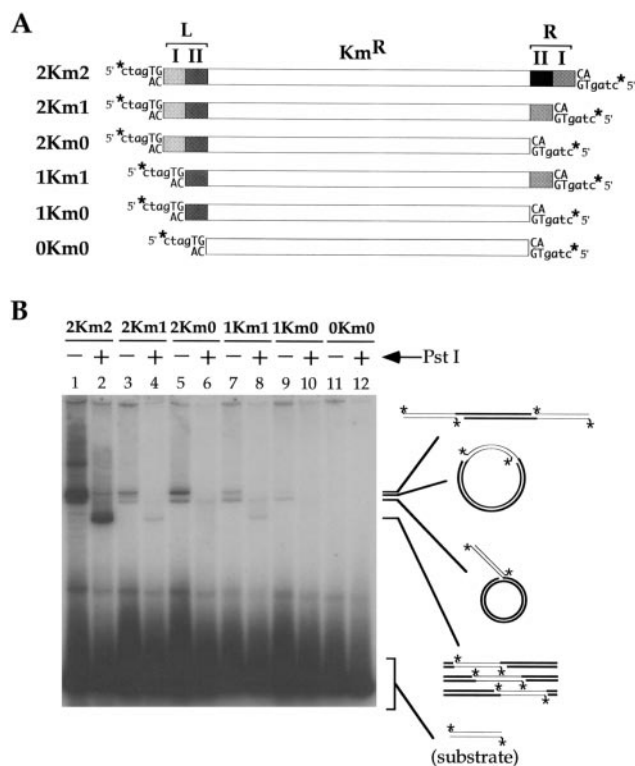 A
L
R
I II
KmR
II I
2Km2 5' *ctagTG CA
AC GTgatc* 5'
2Km1 5' *ctagTG CA
AC GTgatc* 5'
2Km0 5' *ctagTG CA
AC GTgatc* 5'
1Km1 5' *ctagTG CA
AC GTgatc* 5'
1Km0 5' *ctagTG CA
AC GTgatc* 5'
0Km0 5' *ctagTG CA
AC GTgatc* 5'
B
2Km2 2Km1 2Km0 1Km1 1Km0 0Km0
− + − + − + − + − + − + Pst I
1 2 3 4 5 6 7 8 9 10 11 12
* *
* *
* *
* *
*
* *
*
* *
*
* *
(substrate)